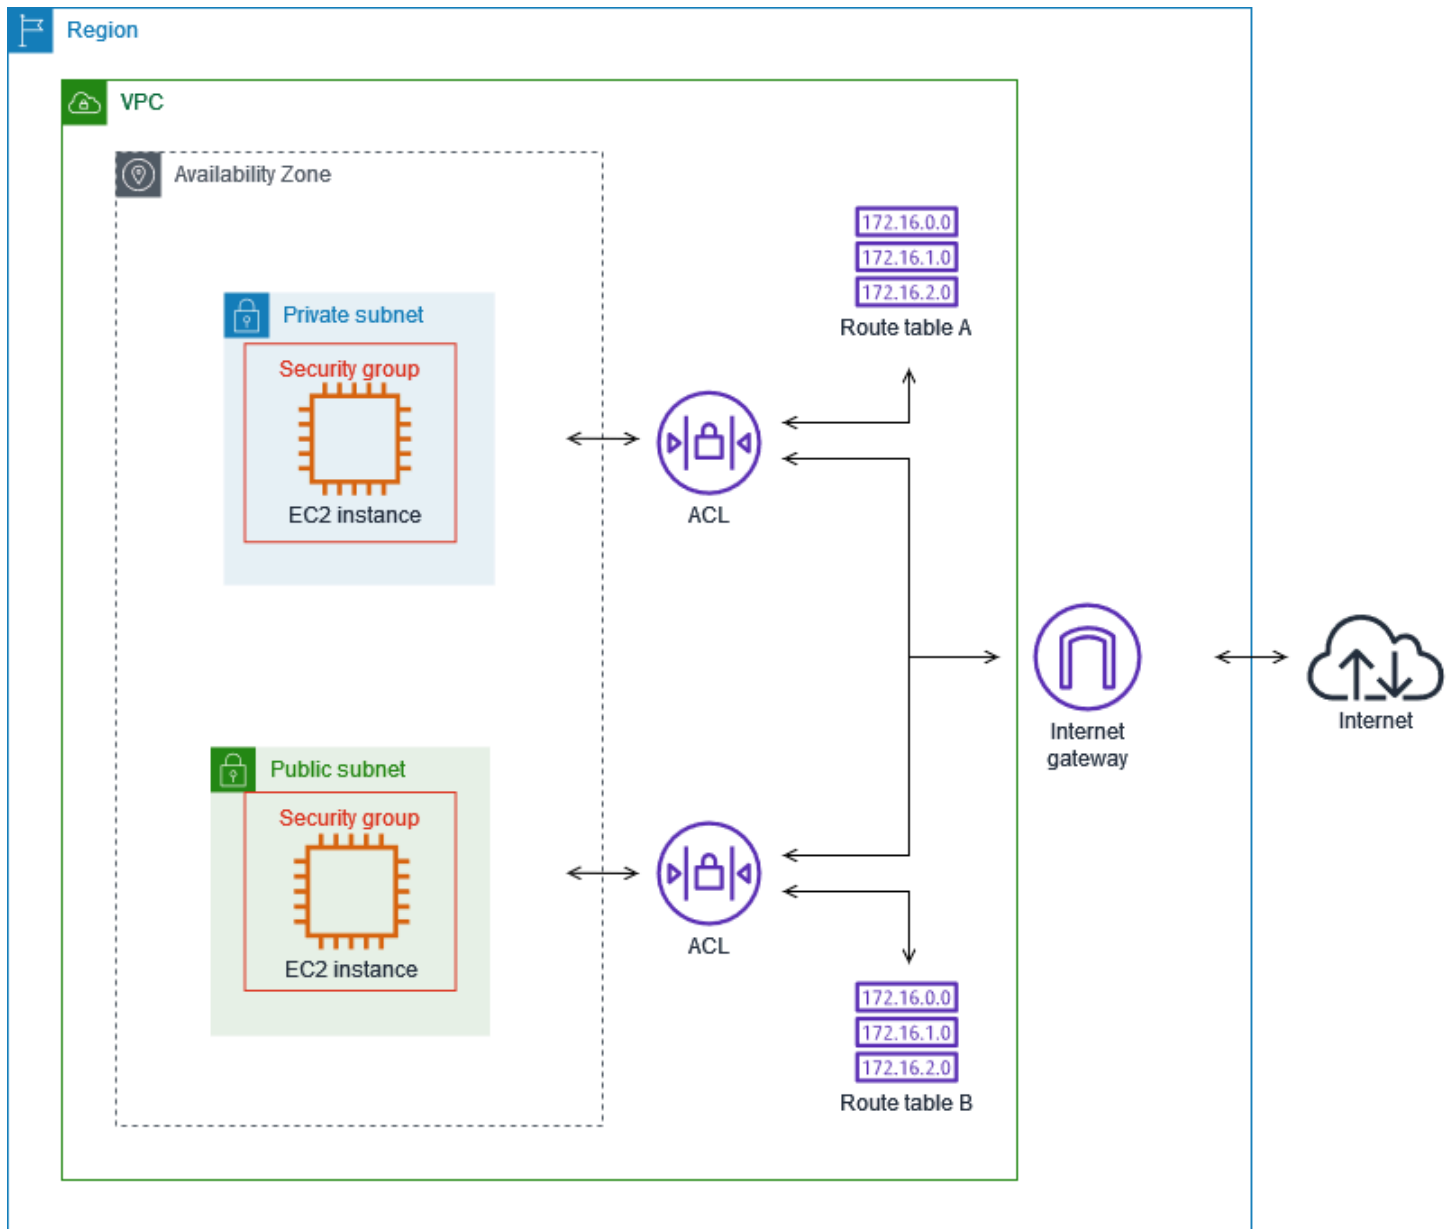 Region
VPC
Availability Zone
172.16.0.0
172.16.1.0
172.16.2.0
Route table A
Private subnet
Security group
EC2 instance
ACL
Internet
gateway
Internet
Public subnet
Security group
EC2 instance
ACL
172.16.0.0
172.16.1.0
172.16.2.0
Route table B